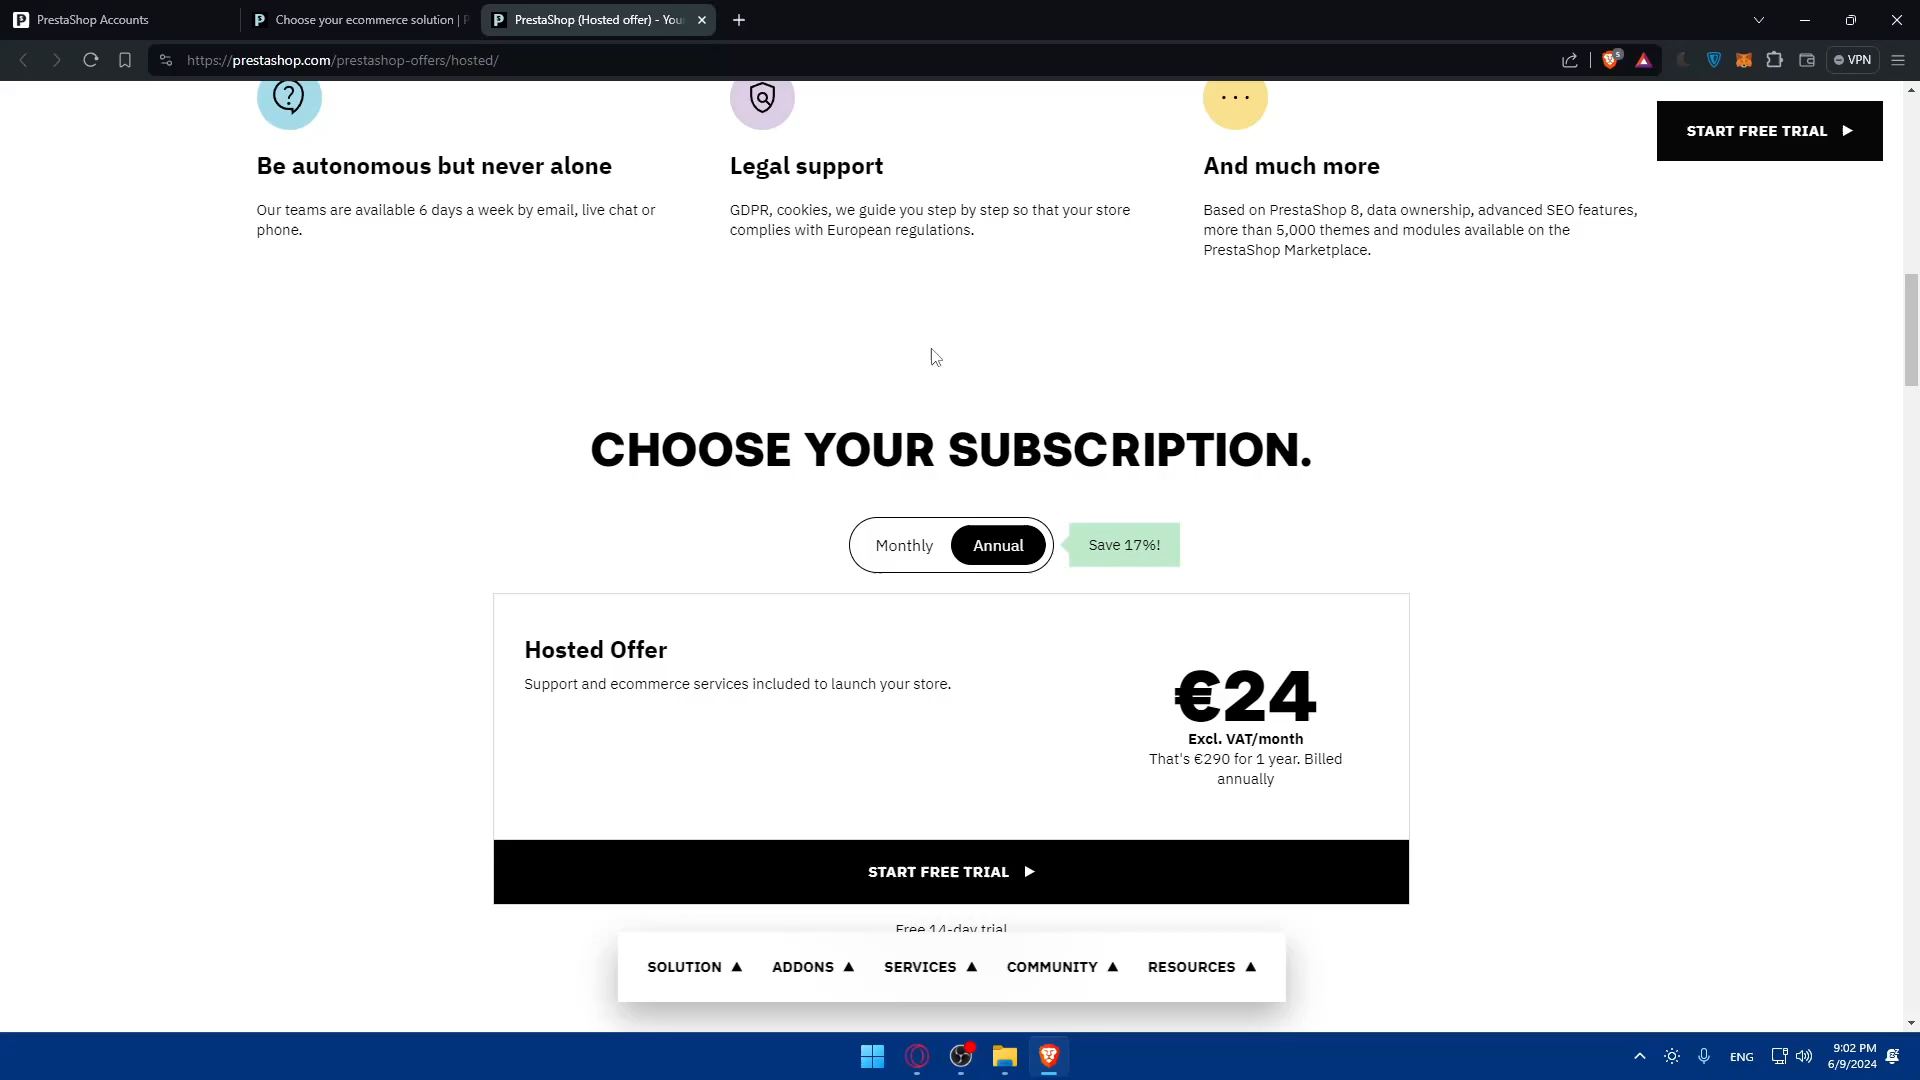 PrestaShop Accounts
Choose your ecommerce solution | P
PrestaShop (Hosted offer) - You
https://prestashop.com/prestashop-offers/hosted/
5
VPN
START FREE TRIAL
Be autonomous but never alone
Our teams are available 6 days a week by email, live chat or
phone.
Legal support
GDPR, cookies, we guide you step by step so that your store
complies with European regulations.
And much more
Based on PrestaShop 8, data ownership, advanced SEO features,
more than 5,000 themes and modules available on the
PrestaShop Marketplace.
CHOOSE YOUR SUBSCRIPTION.
Monthly Annual Save 17%!
Hosted Offer
Support and ecommerce services included to launch your store.
€24
Excl. VAT/month
That's €290 for 1 year. Billed
annually
START FREE TRIAL
Free 14-day trial
SOLUTION ADDONS SERVICES COMMUNITY RESOURCES
ENG
9:02 PM
6/9/2024